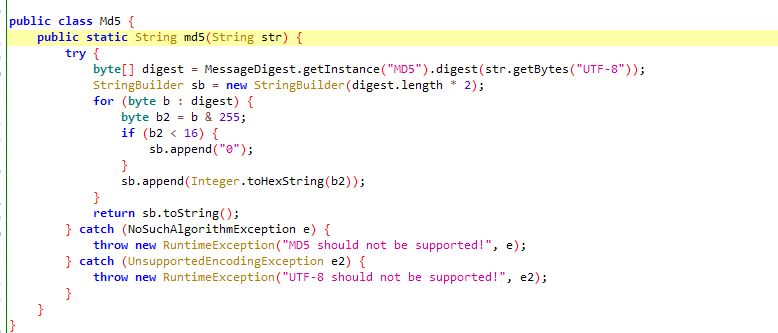 public class Md5 {
    public static String md5(String str) {
        try {
            byte[] digest = MessageDigest.getInstance("MD5").digest(str.getBytes("UTF-8"));
            StringBuilder sb = new StringBuilder(digest.length * 2);
            for (byte b : digest) {
                byte b2 = b & 255;
                if (b2 < 16) {
                    sb.append("0");
                }
                sb.append(Integer.toHexString(b2));
            }
            return sb.toString();
        } catch (NoSuchAlgorithmException e) {
            throw new RuntimeException("MD5 should not be supported!", e);
        } catch (UnsupportedEncodingException e2) {
            throw new RuntimeException("UTF-8 should not be supported!", e2);
        }
    }
}